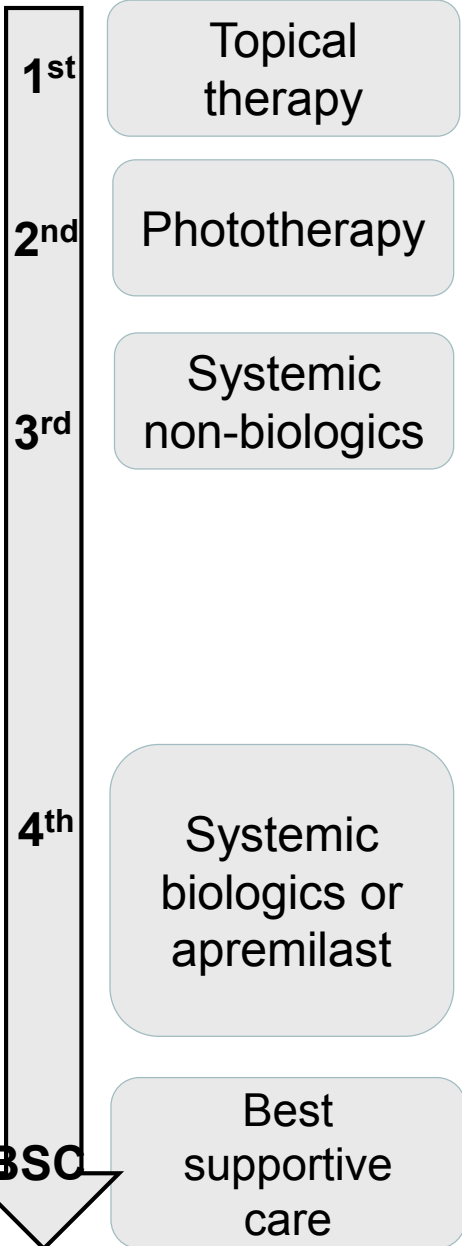 1st
Topical
therapy
2nd
Phototherapy
3rd
Systemic
non-biologics
4th
Systemic
biologics or
apremilast
BSC
Best
supportive
care